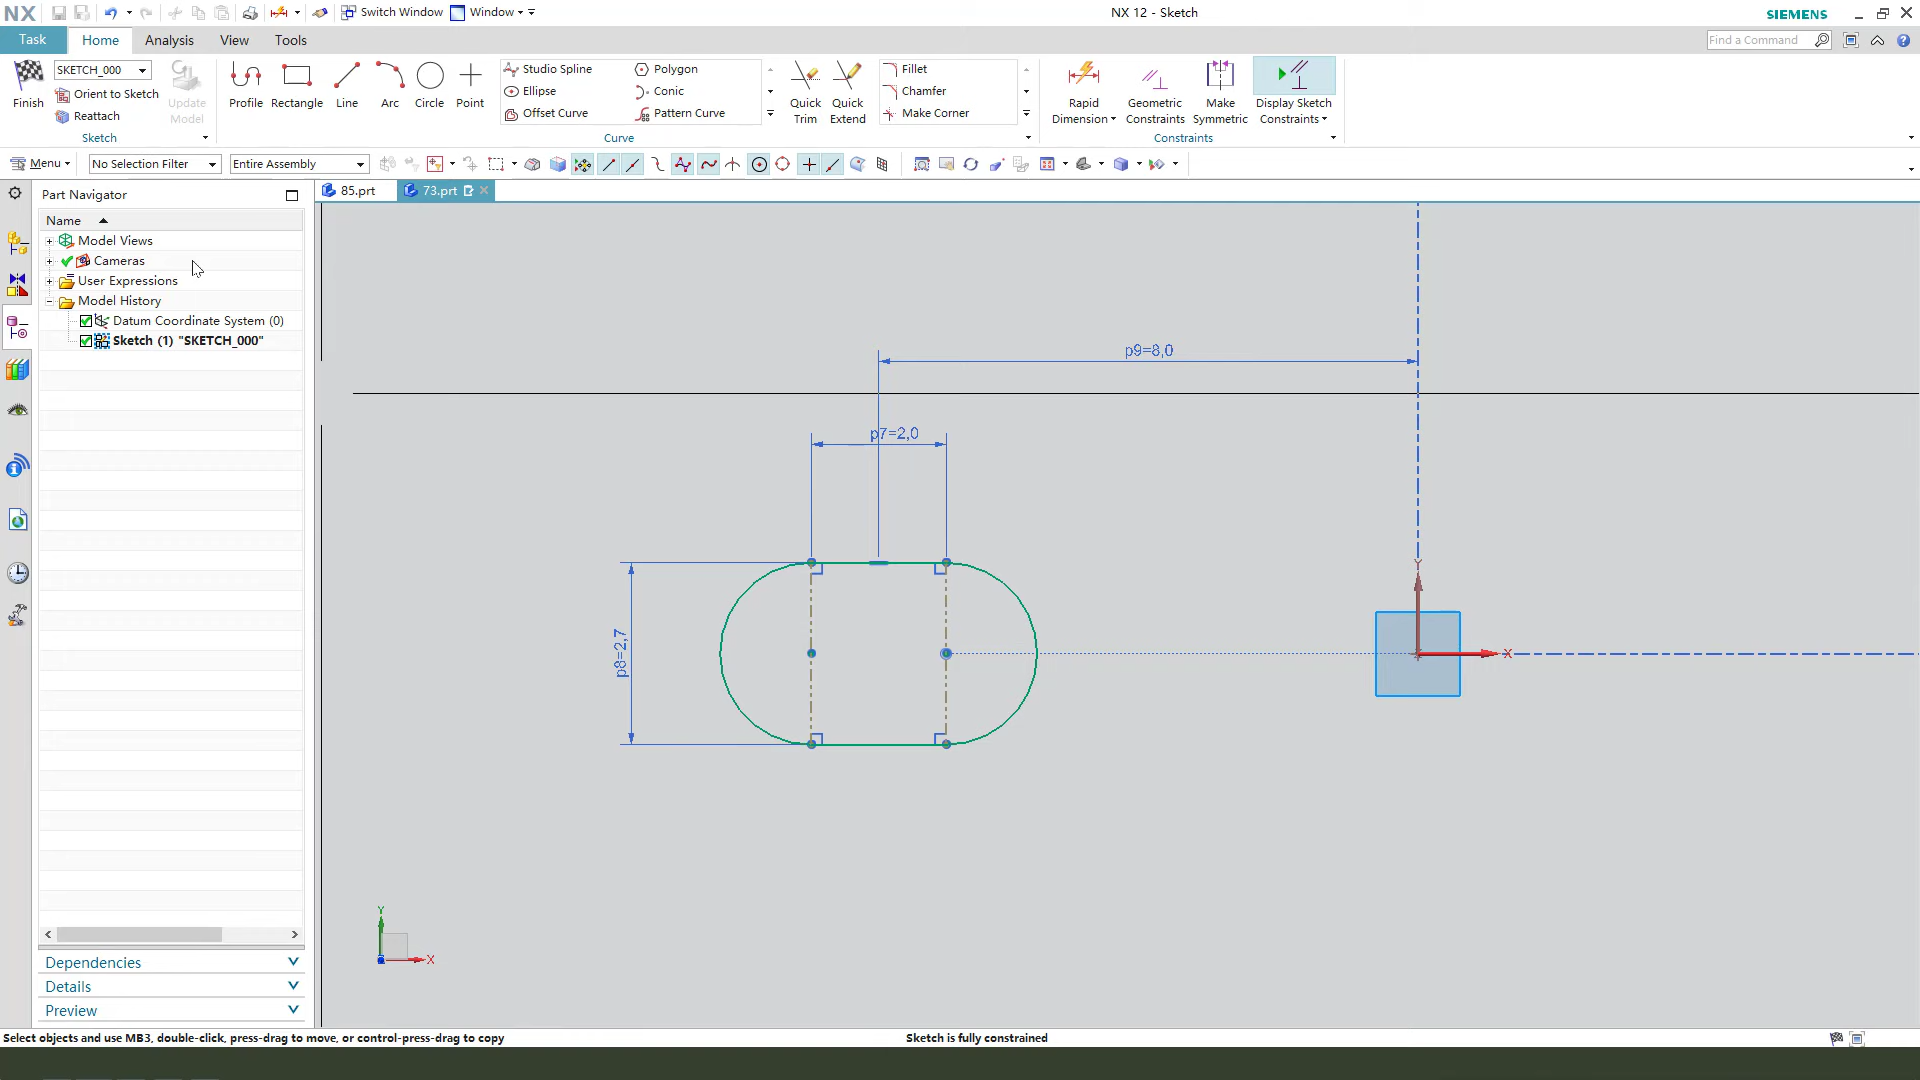 NX
Switch Window
Window
NX 12 - Sketch
SIEMENS
Task
Home
Analysis
View
Tools
Find a Command
Finish
SKETCH_000
Orient to Sketch
Reattach
Update
Model
Sketch
Profile
Rectangle
Line
Arc
Circle
Point
Studio Spline
Polygon
Ellipse
Conic
Offset Curve
Pattern Curve
Curve
Quick
Trim
Quick
Extend
Fillet
Chamfer
Make Corner
Rapid
Dimension
Geometric
Constraints
Make
Symmetric
Display Sketch
Constraints
Constraints
Menu
No Selection Filter
Entire Assembly
Part Navigator
85.prt
73.prt
Name
Model Views
Cameras
User Expressions
Model History
Datum Coordinate System (0)
Sketch (1) "SKETCH_000"
p9=8,0
p7=2,0
p8=2,7
Y
X
Y
X
Dependencies
Details
Preview
Select objects and use MB3, double-click, press-drag to move, or control-press-drag to copy
Sketch is fully constrained